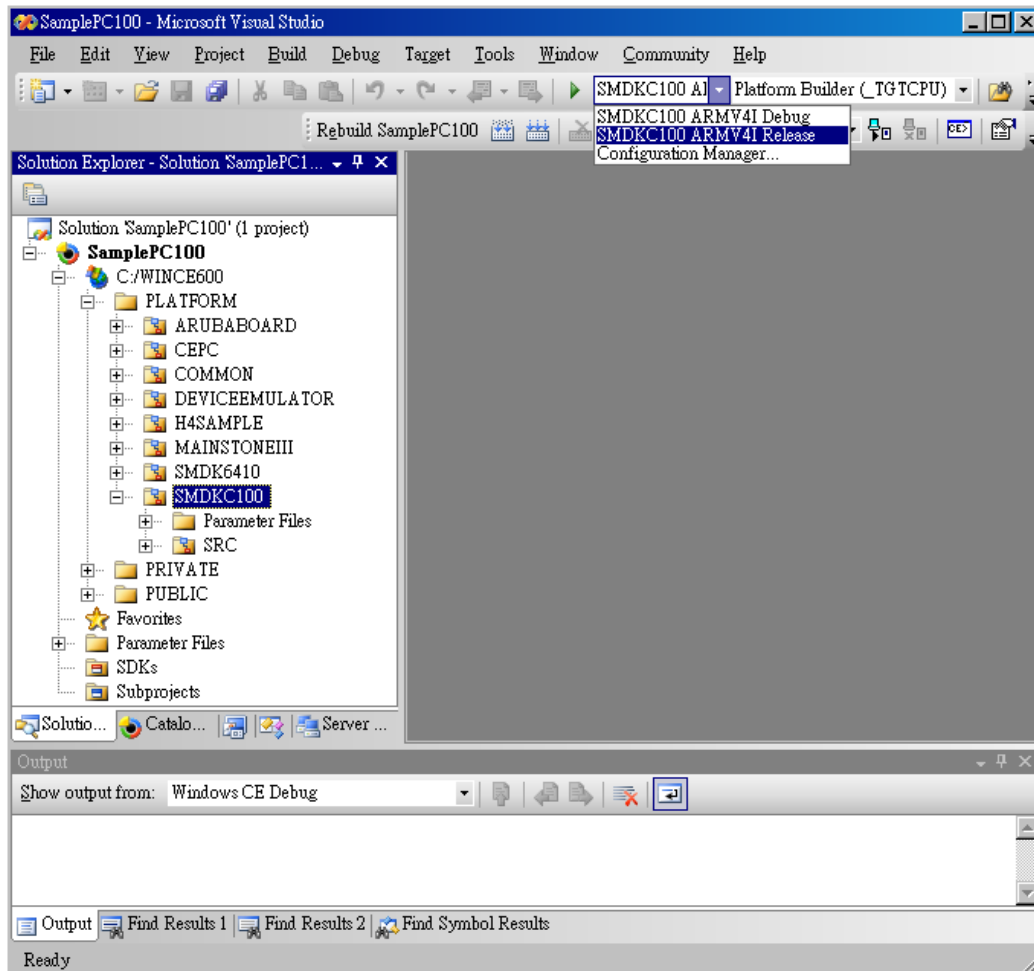 SamplePC100 - Microsoft Visual Studio
File Edit View Project Build Debug Target Tools Window Community Help
SMDKC100 AI Platform Builder (_TGTCPU)
Rebuild SamplePC100
SMDKC100 ARMV4I Debug
SMDKC100 ARMV4I Release
Configuration Manager...
Solution Explorer - Solution 'SamplePC1...
Solution 'SamplePC100' (1 project)
SamplePC100
C:/WINCE600
PLATFORM
ARUBABOARD
CEPC
COMMON
DEVICEEMULATOR
H4SAMPLE
MAINSTONEIII
SMDK6410
SMDKC100
Parameter Files
SRC
PRIVATE
PUBLIC
Favorites
Parameter Files
SDKs
Subprojects
Solutio... Catalo... Server ...
Output
Show output from: Windows CE Debug
Output Find Results 1 Find Results 2 Find Symbol Results
Ready